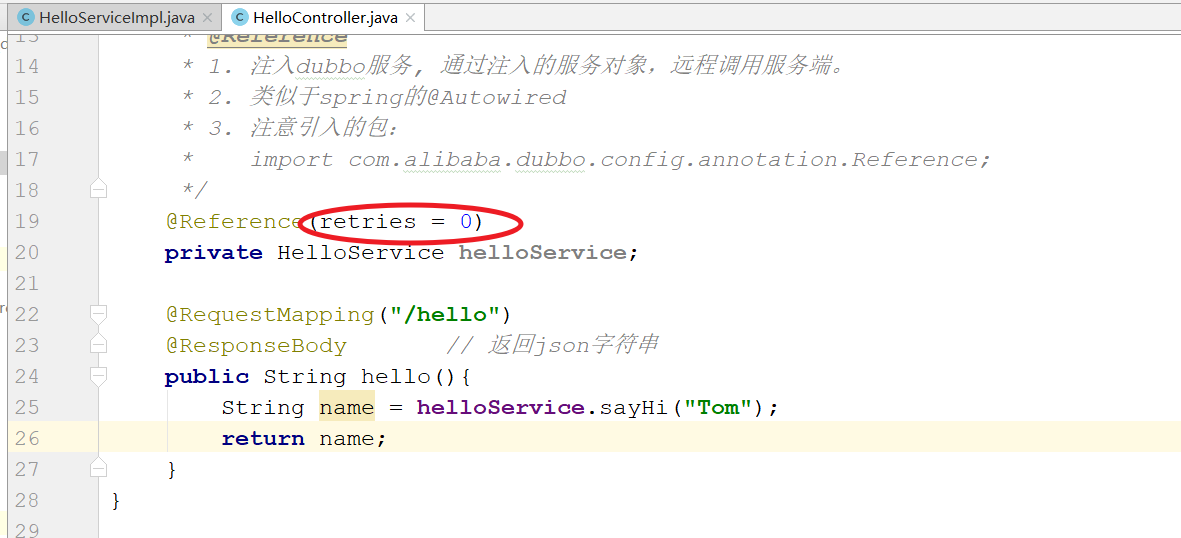 HelloServiceImpl.java
HelloController.java
13 * @Reference
14 * 1. 注入dubbo服务, 通过注入的服务对象，远程调用服务端。
15 * 2. 类似于spring的@Autowired
16 * 3. 注意引入的包：
17 * import com.alibaba.dubbo.config.annotation.Reference;
18 */
19 @Reference(retries = 0)
20 private HelloService helloService;
21
22 @RequestMapping("/hello")
23 @ResponseBody // 返回json字符串
24 public String hello(){
25 String name = helloService.sayHi("Tom");
26 return name;
27 }
28 }
29